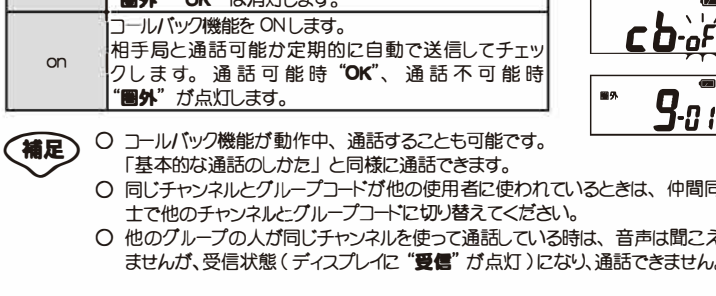 "圏外" "OK" は消灯します。
on
コールバック機能を ONします。
相手局と通話可能か定期的に自動で送信してチェッ
クします。通話可能時 "OK"、通話不可能時
"圏外" が点灯します。
cb-oF
圏外
9-01
補足
○ コールバック機能が動作中、通話することも可能です。
「基本的な通話のしかた」と同様に通話できます。
○ 同じチャンネルとグループコードが他の使用者に使われているときは、仲間同
士で他のチャンネルとグループコードに切り替えてください。
○ 他のグループの人が同じチャンネルを使って通話している時は、音声は聞こえ
ませんが、受信状態(ディスプレイに "受信" が点灯)になり、通話できません。